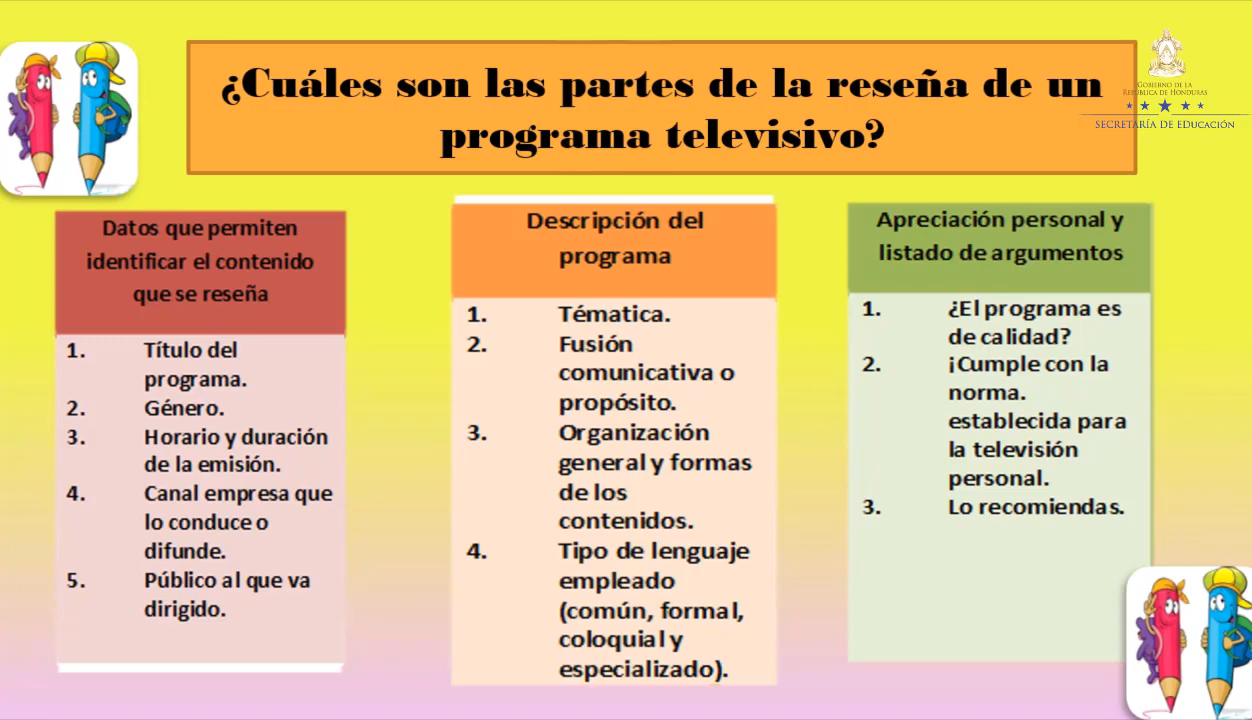 ¿Cuáles son las partes de la reseña de un
programa televisivo?
GOBIERNO DE LA
REPÚBLICA DE HONDURAS
SECRETARÍA DE EDUCACIÓN
Datos que permiten
identificar el contenido
que se reseña
1. Título del
programa.
2. Género.
3. Horario y duración
de la emisión.
4. Canal empresa que
lo conduce o
difunde.
5. Público al que va
dirigido.
Descripción del
programa
1. Tématica.
2. Fusión
comunicativa o
propósito.
3. Organización
general y formas
de los
contenidos.
4. Tipo de lenguaje
empleado
(común, formal,
coloquial y
especializado).
Apreciación personal y
listado de argumentos
1. ¿El programa es
de calidad?
2. ¡Cumple con la
norma.
establecida para
la televisión
personal.
3. Lo recomiendas.